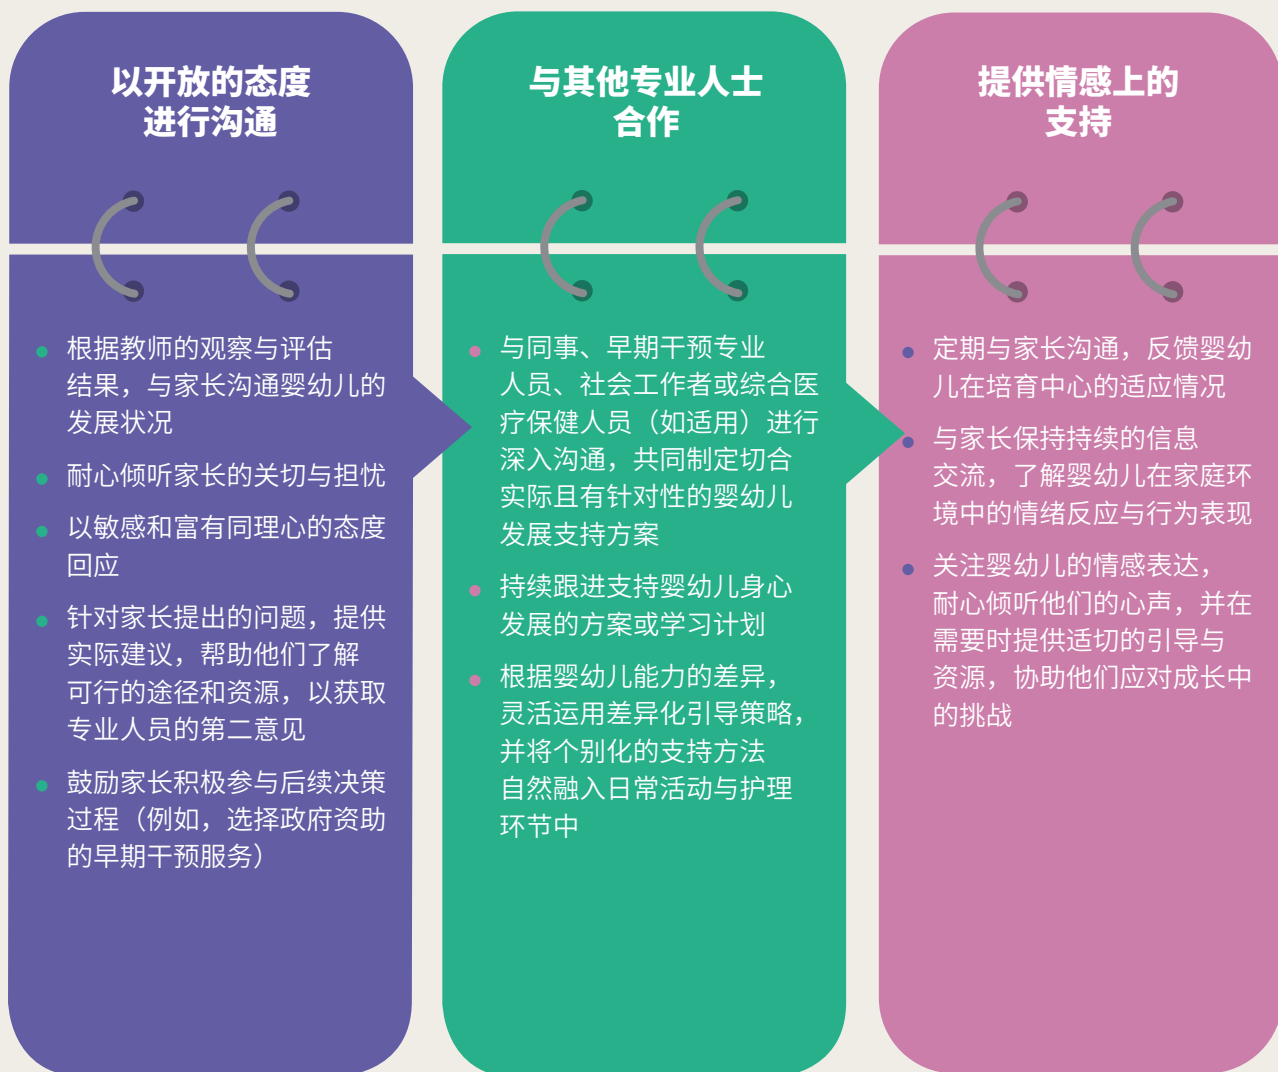 以开放的态度
进行沟通
根据教师的观察与评估
结果，与家长沟通婴幼儿的
发展状况
耐心倾听家长的关切与担忧
以敏感和富有同理心的态度
回应
针对家长提出的问题，提供
实际建议，帮助他们了解
可行的途径和资源，以获取
专业人员的第二意见
鼓励家长积极参与后续决策
过程（例如，选择政府资助
的早期干预服务）
与其他专业人士
合作
与同事、早期干预专业
人员、社会工作者或综合医
疗保健人员（如适用）进行
深入沟通，共同制定切合
实际且有针对性的婴幼儿
发展支持方案
持续跟进支持婴幼儿身心
发展的方案或学习计划
根据婴幼儿能力的差异，
灵活运用差异化引导策略，
并将个别化的支持方法
自然融入日常活动与护理
环节中
提供情感上的
支持
定期与家长沟通，反馈婴幼
儿在培育中心的适应情况
与家长保持持续的信息
交流，了解婴幼儿在家庭环
境中的情绪反应与行为表现
关注婴幼儿的情感表达，
耐心倾听他们的心声，并在
需要时提供适切的引导与
资源，协助他们应对成长中
的挑战